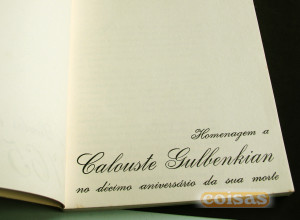 Homenagem a
Calouste Gulbenkian
no décimo aniversário da sua morte
coisas